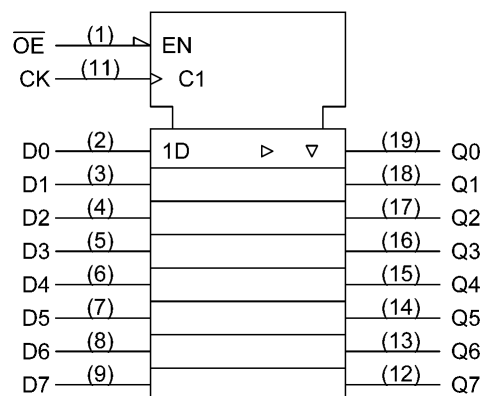 OE (1) EN
CK (11) C1
D0 (2) 1D (19) Q0
D1 (3) (18) Q1
D2 (4) (17) Q2
D3 (5) (16) Q3
D4 (6) (15) Q4
D5 (7) (14) Q5
D6 (8) (13) Q6
D7 (9) (12) Q7